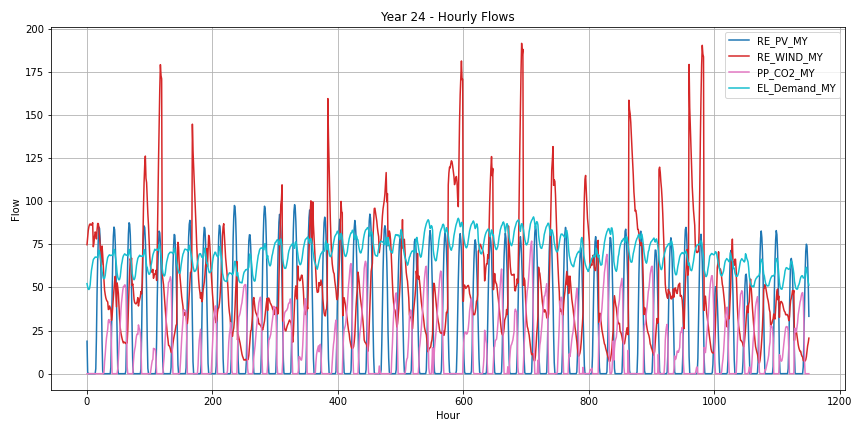 Year 24 - Hourly Flows
RE_PV_MY
RE_WIND_MY
PP_CO2_MY
EL_Demand_MY
Flow
200
175
150
125
100
75
50
25
0
0 200 400 600 800 1000 1200
Hour